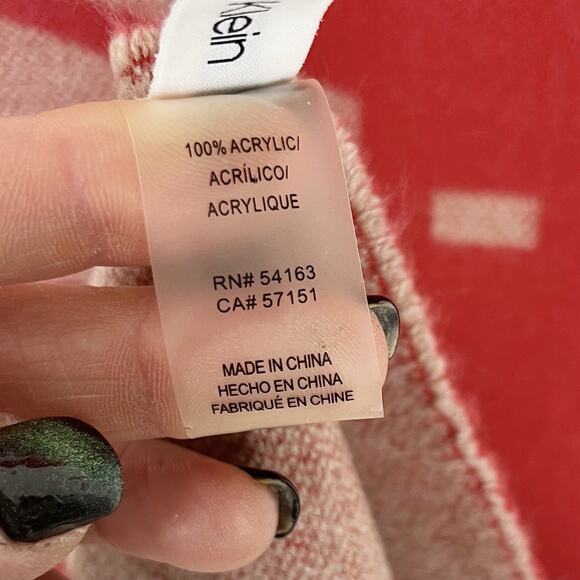 Klein
100% ACRYLIC/
ACRÍLICO/
ACRYLIQUE
RN# 54163
CA# 57151
MADE IN CHINA
HECHO EN CHINA
FABRIQUÉ EN CHINE